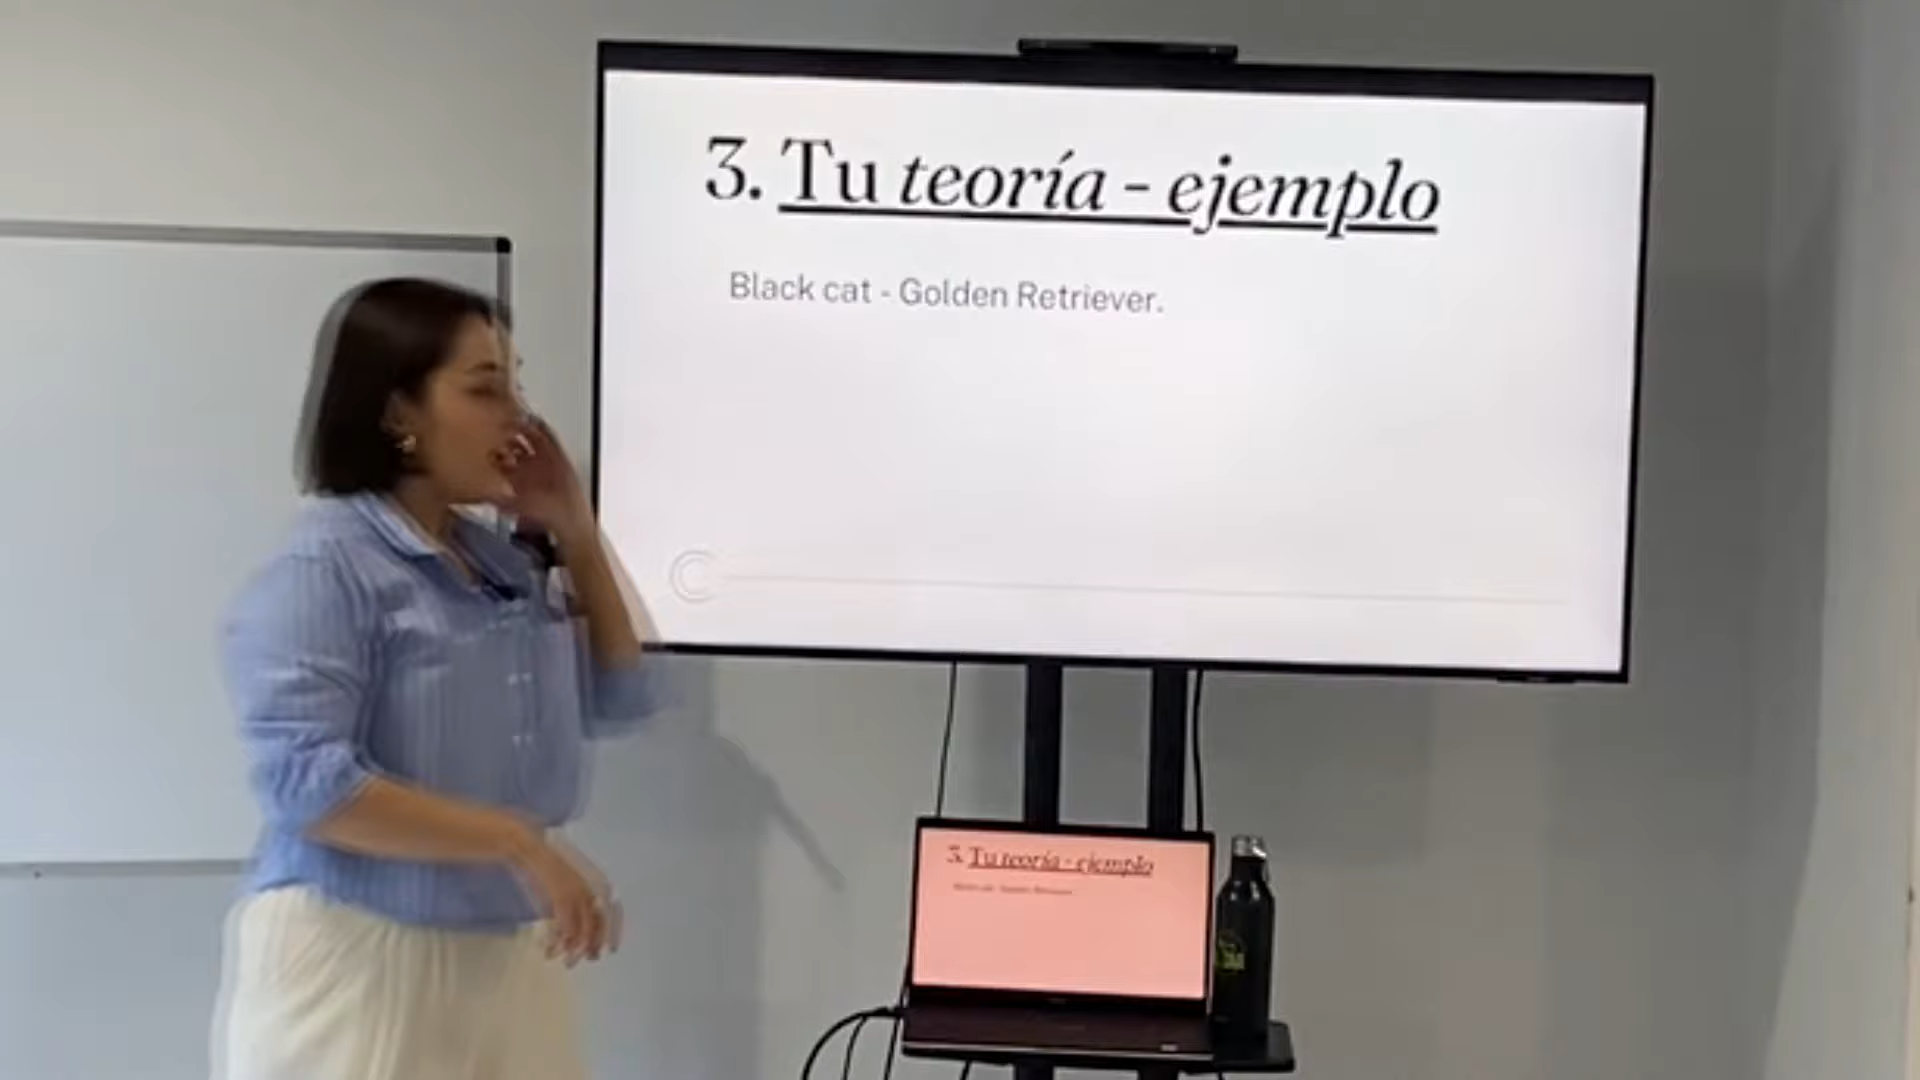 3. Tu teoría - ejemplo
Black cat - Golden Retriever.
3. Tu teoría - ejemplo